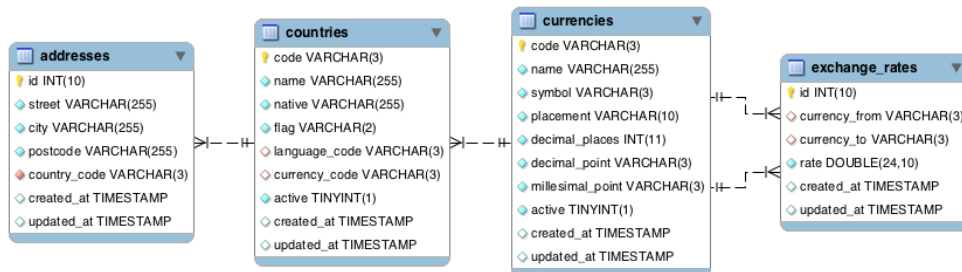 addresses
id INT(10)
street VARCHAR(255)
city VARCHAR(255)
postcode VARCHAR(255)
country_code VARCHAR(3)
created_at TIMESTAMP
updated_at TIMESTAMP
countries
code VARCHAR(3)
name VARCHAR(255)
native VARCHAR(255)
flag VARCHAR(2)
language_code VARCHAR(3)
currency_code VARCHAR(3)
active TINYINT(1)
created_at TIMESTAMP
updated_at TIMESTAMP
currencies
code VARCHAR(3)
name VARCHAR(255)
symbol VARCHAR(3)
placement VARCHAR(10)
decimal_places INT(11)
decimal_point VARCHAR(3)
millesimal_point VARCHAR(3)
active TINYINT(1)
created_at TIMESTAMP
updated_at TIMESTAMP
exchange_rates
id INT(10)
currency_from VARCHAR(3)
currency_to VARCHAR(3)
rate DOUBLE(24,10)
created_at TIMESTAMP
updated_at TIMESTAMP